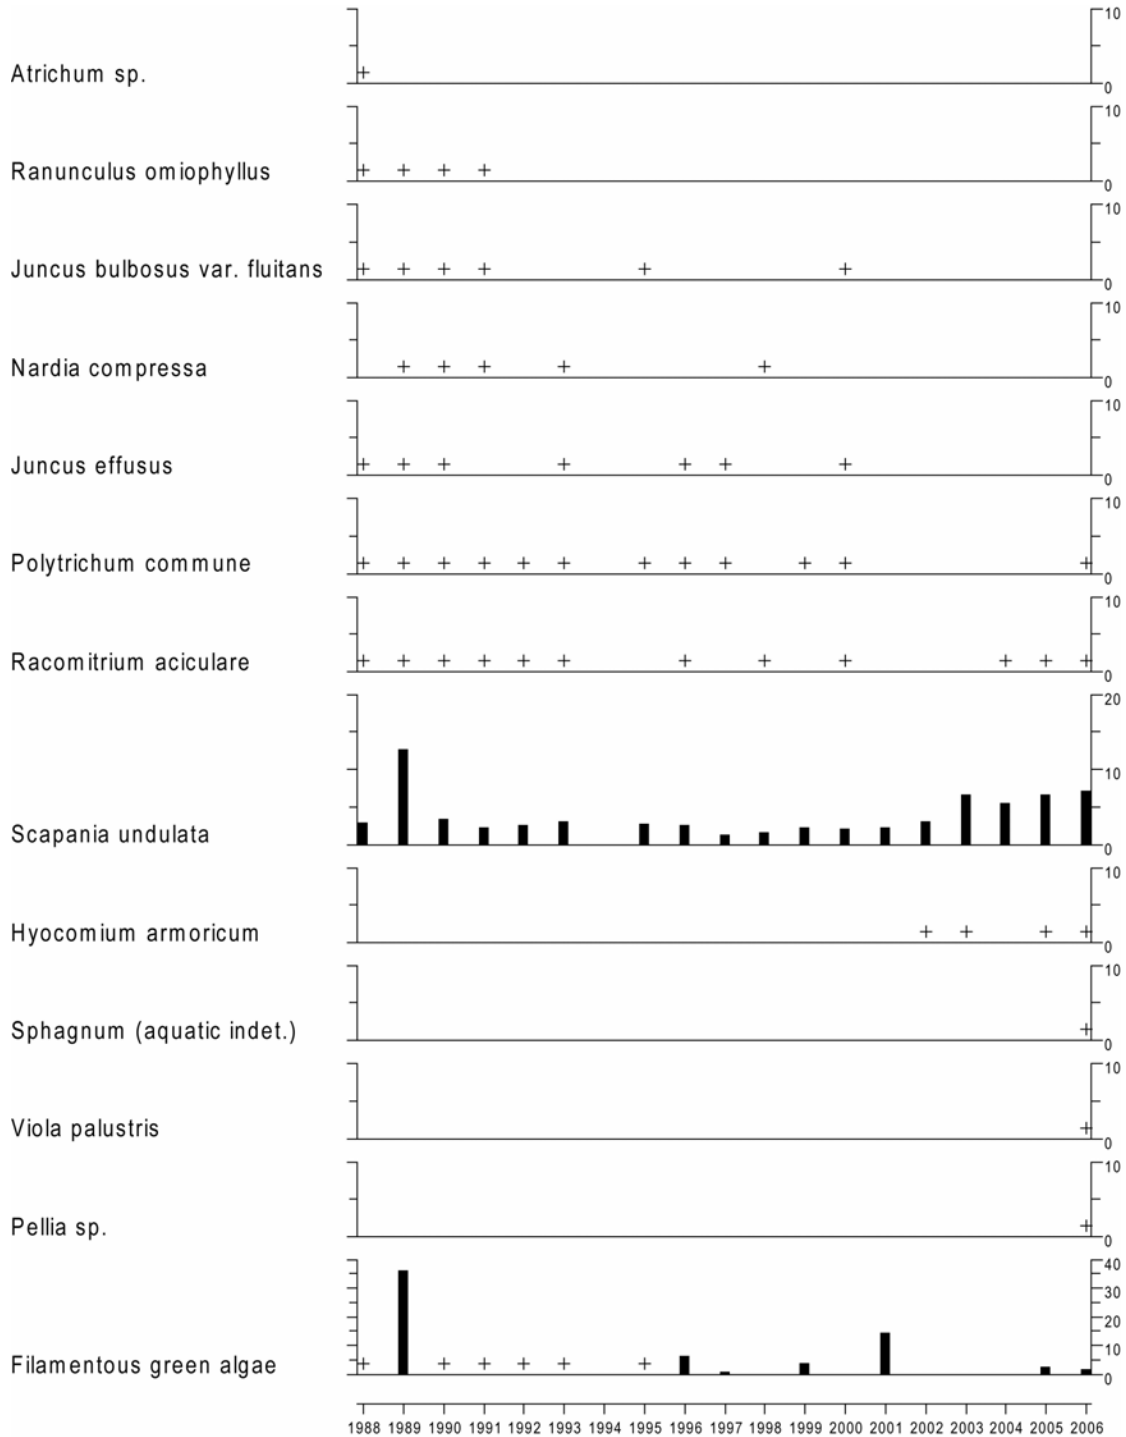 10
Atrichum sp.
0
10
Ranunculus omiophyllus
0
10
Juncus bulbosus var. fluitans
0
10
Nardia compressa
0
10
Juncus effusus
0
10
Polytrichum commune
0
10
Racomitrium aciculare
0
20
10
Scapania undulata
0
10
Hyocomium armoricum
0
10
Sphagnum (aquatic indet.)
0
10
Viola palustris
0
10
Pellia sp.
0
40
30
20
10
Filamentous green algae
0
1988 1989 1990 1991 1992 1993 1994 1995 1996 1997 1998 1999 2000 2001 2002 2003 2004 2005 2006